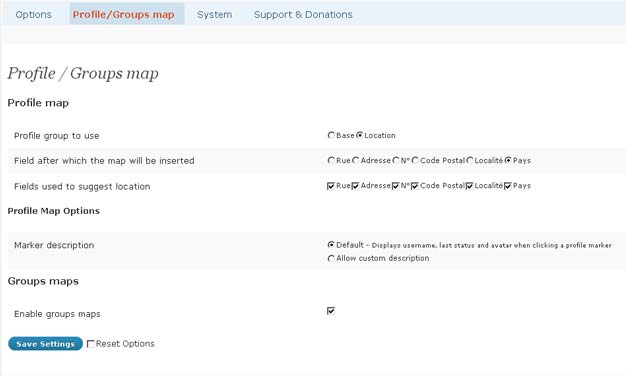 Options Profile/Groups map System Support & Donations
Profile / Groups map
Profile map
Profile group to use Base Location
Field after which the map will be inserted Rue Adresse N° Code Postal Localité Pays
Fields used to suggest location Rue Adresse N° Code Postal Localité Pays
Profile Map Options
Marker description Default - Displays username, last status and avatar when clicking a profile marker
Allow custom description
Groups maps
Enable groups maps
Save Settings Reset Options